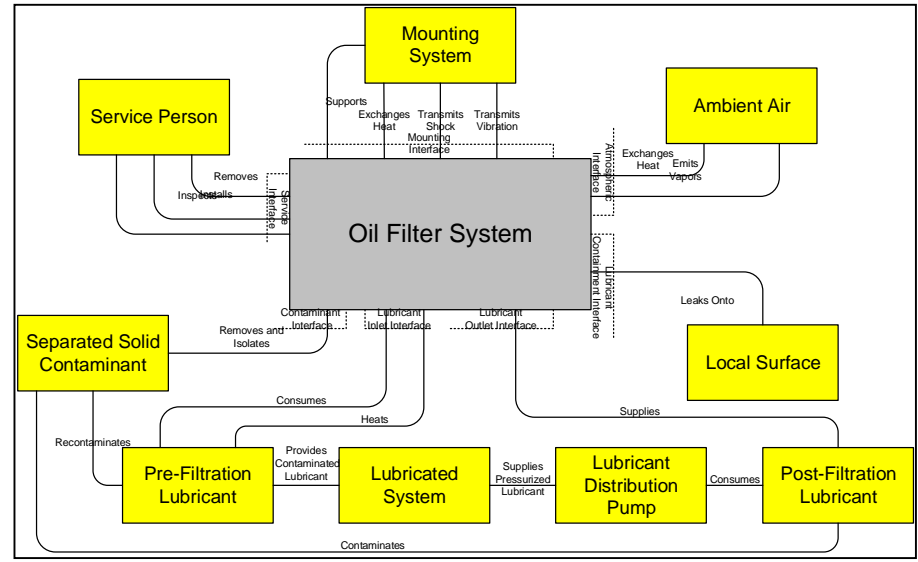 Mounting
System
Service Person
Ambient Air
Supports
Exchanges
Heat
Transmits
Shock
Transmits
Vibration
Mounting
Interface
Removes
Installs
Inspects
Service
Interface
Atmospheric
Interface
Exchanges
Heat
Emits
Vapors
Oil Filter System
Lubricant
Containment Interface
Leaks Onto
Local Surface
Contaminant
Interface
Lubricant
Inlet Interface
Lubricant
Outlet Interface
Separated Solid
Contaminant
Removes and
Isolates
Consumes
Heats
Supplies
Recontaminates
Pre-Filtration
Lubricant
Provides
Contaminated
Lubricant
Lubricated
System
Supplies
Pressurized
Lubricant
Lubricant
Distribution
Pump
Consumes
Post-Filtration
Lubricant
Contaminates